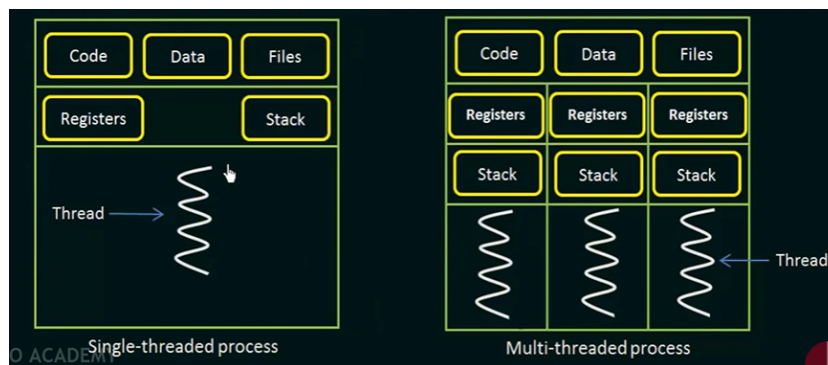 Code Data Files
Registers Stack
Thread
Single-threaded process
O ACADEMY
Code Data Files
Registers Registers Registers
Stack Stack Stack
Thread
Multi-threaded process